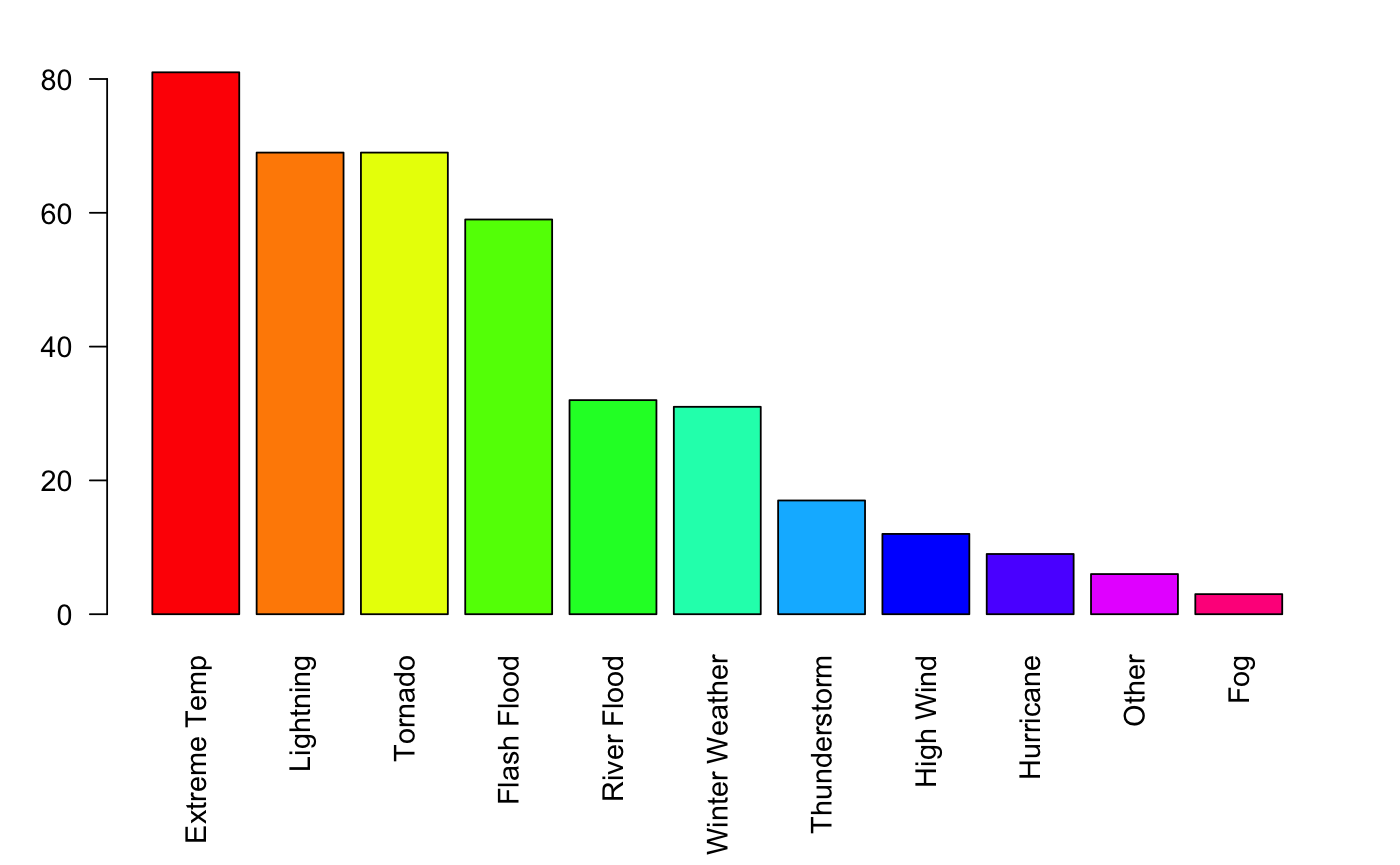 80
60
40
20
0
Extreme Temp
Lightning
Tornado
Flash Flood
River Flood
Winter Weather
Thunderstorm
High Wind
Hurricane
Other
Fog